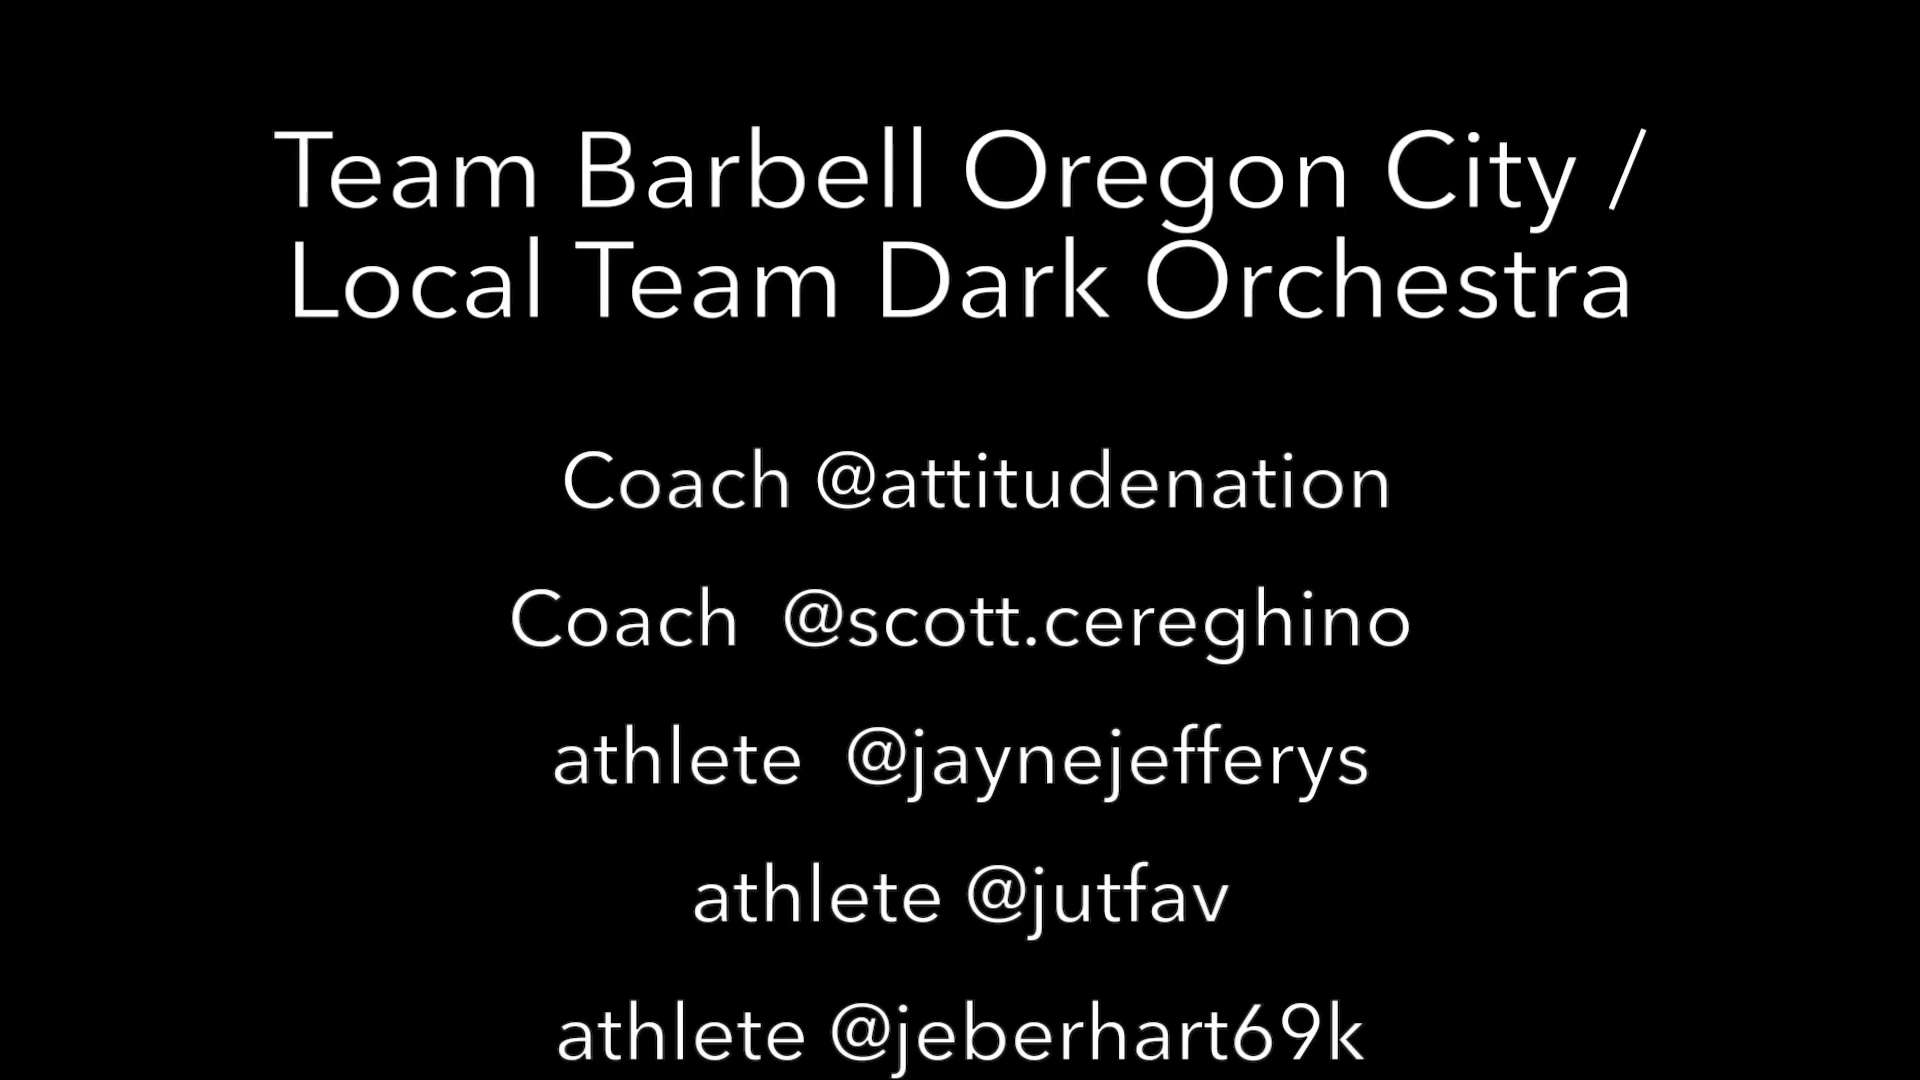 Team Barbell Oregon City /
Local Team Dark Orchestra
Coach @attitudenation
Coach @scott.cereghino
athlete @jaynejefferys
athlete @jutfav
athlete @jeberhart69k